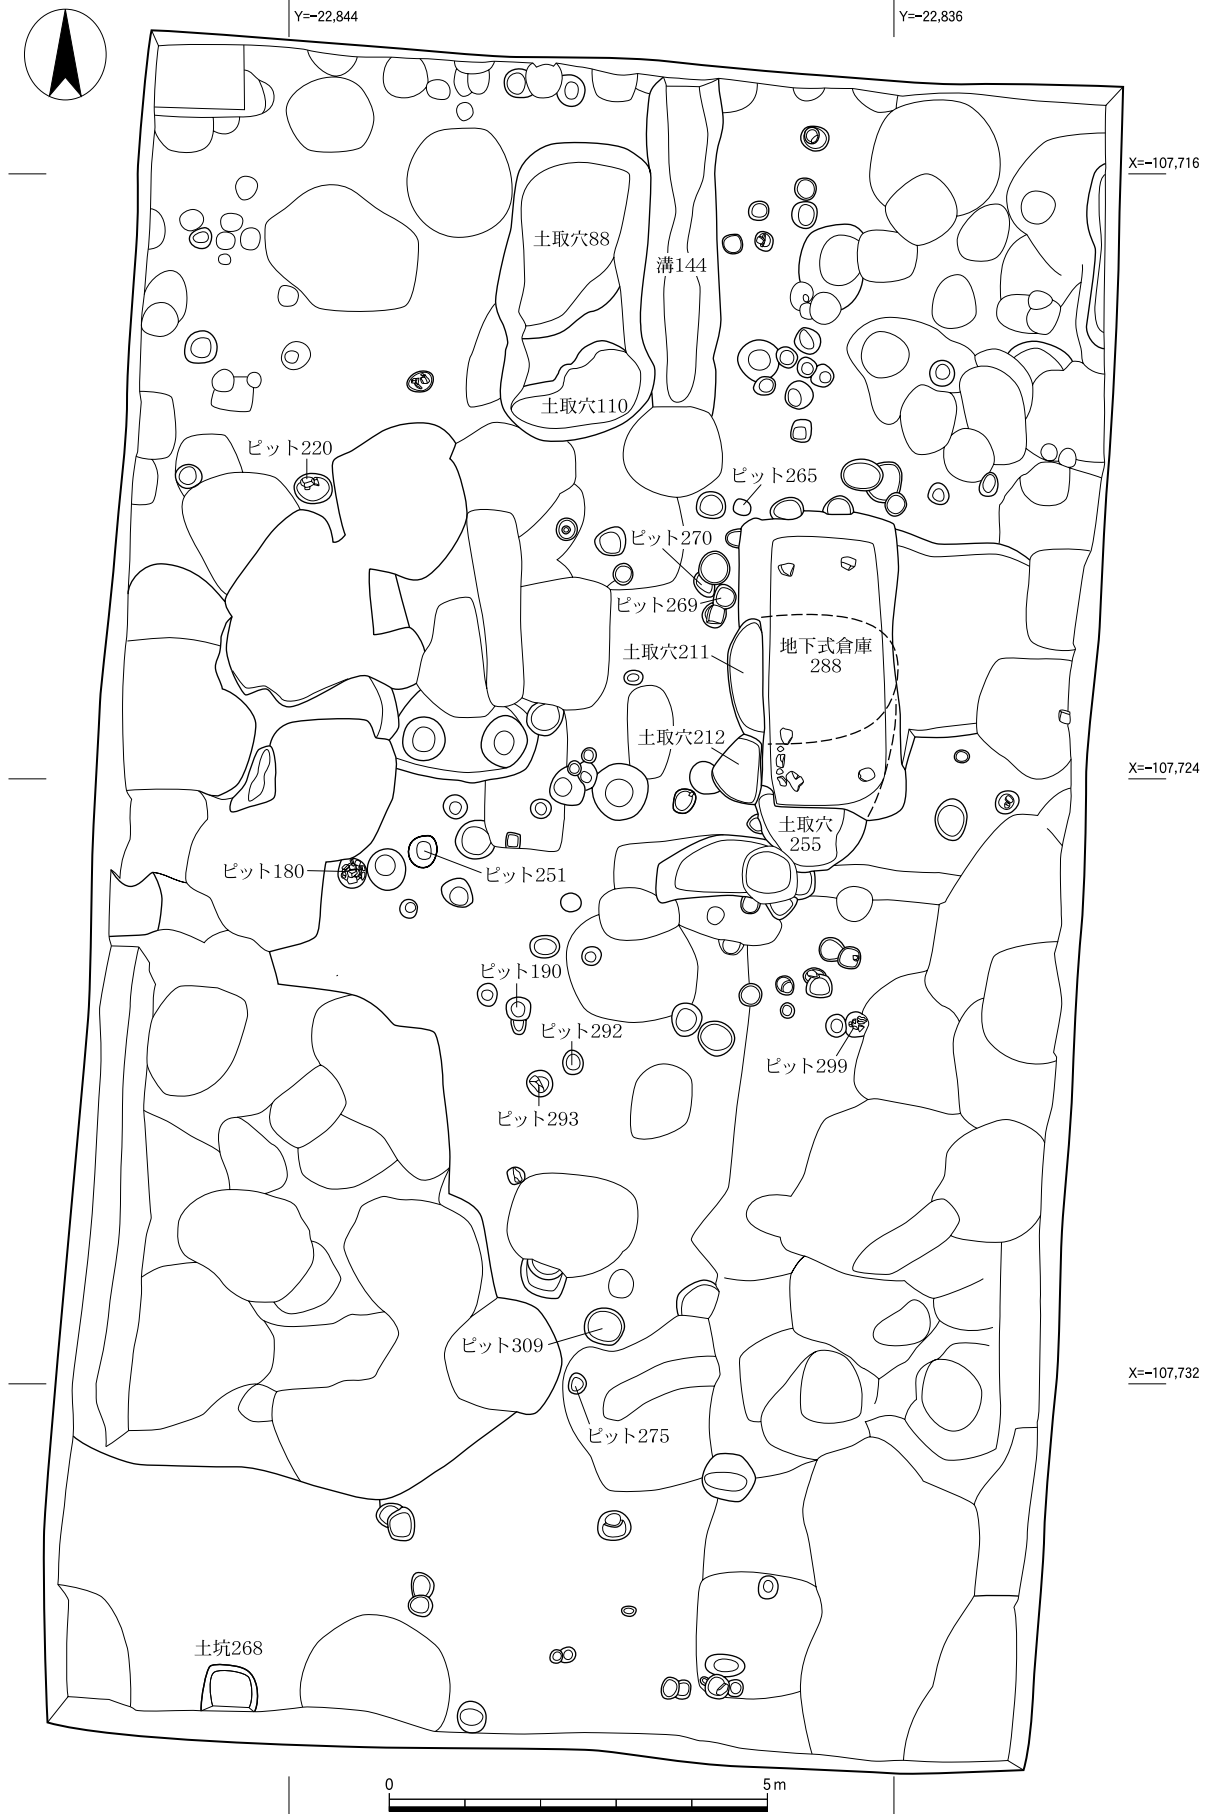 Y=-22,844
Y=-22,836
X=-107,716
土取穴88
溝144
土取穴110
ピット220
ピット265
ピット270
ピット269
土取穴211
地下式倉庫
288
土取穴212
X=-107,724
土取穴
255
ピット180
ピット251
ピット190
ピット292
ピット299
ピット293
ピット309
X=-107,732
ピット275
土坑268
0
5m